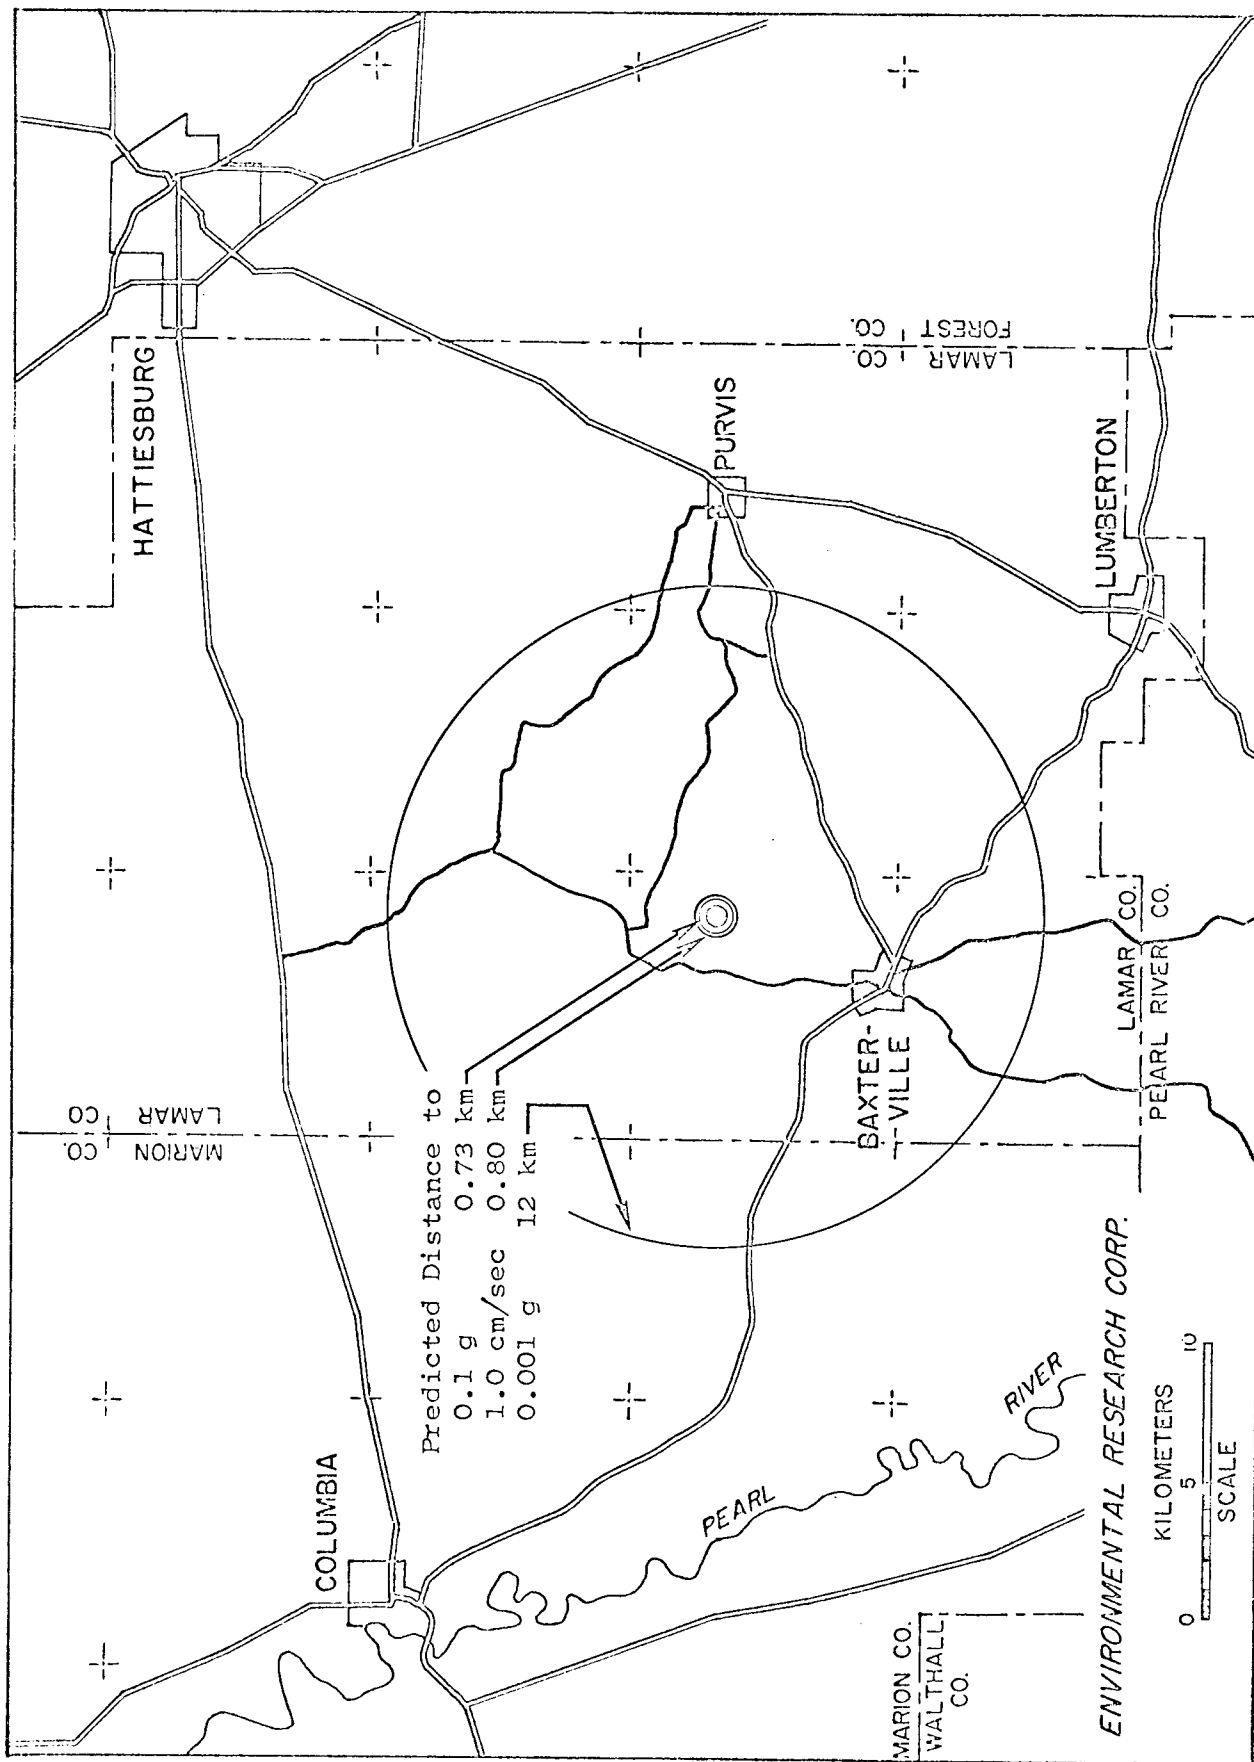 HATTIESBURG
COLUMBIA
MARION CO.
LAMAR CO
Predicted Distance to
0.1 g 0.73 km
1.0 cm/sec 0.80 km
0.001 g 12 km
PURVIS
LAMAR CO.
FOREST CO.
BAXTER-
VILLE
LUMBERTON
PEARL RIVER
LAMAR CO.
PEARL RIVER CO.
MARION CO.
WALTHALL
CO.
ENVIRONMENTAL RESEARCH CORP.
KILOMETERS
0 5 10
SCALE